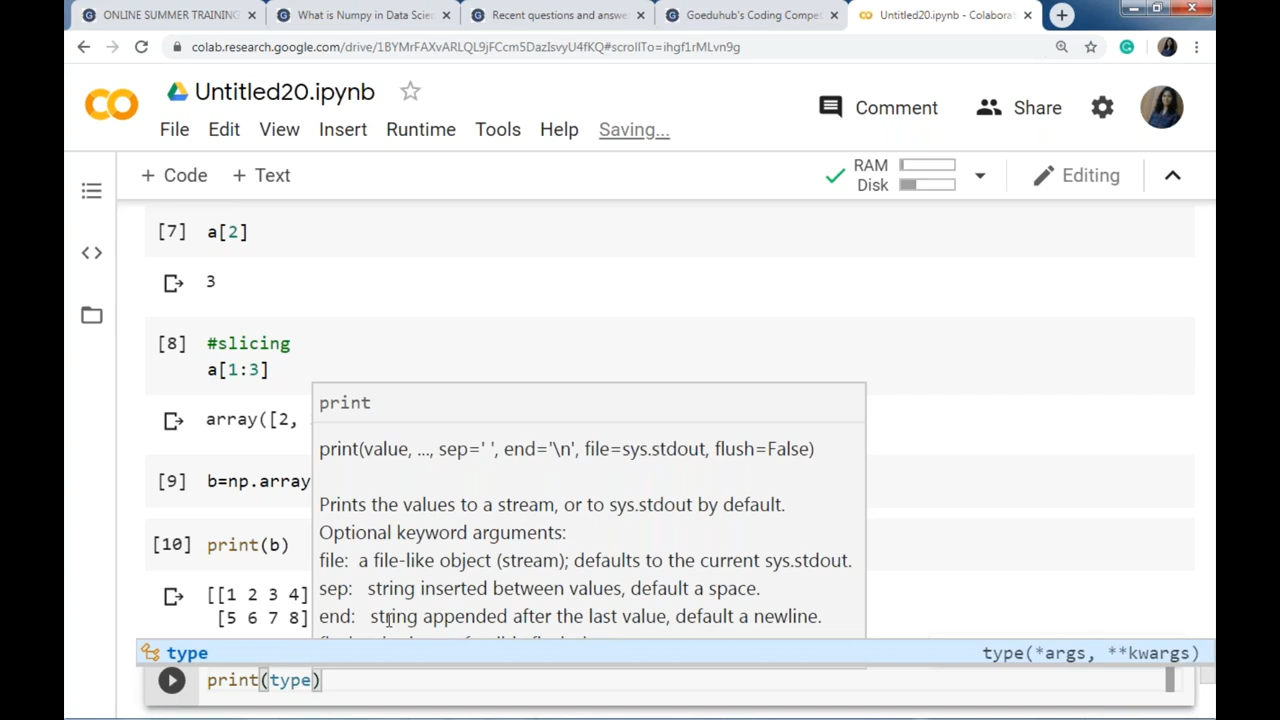 ONLINE SUMMER TRAINING
What is Numpy in Data Scien
Recent questions and answe
Goeduhub's Coding Compet
Untitled20.ipynb - Colaborat
colab.research.google.com/drive/1BYMrFAXvARLQL9jFCcm5DazIsvyU4fKQ#scrollTo=ihgf1rMLvn9g
Untitled20.ipynb
Comment
Share
File Edit View Insert Runtime Tools Help Saving...
+ Code + Text
RAM
Disk
Editing
[7] a[2]
3
[8] #slicing
a[1:3]
array([2,
[9] b=np.array
[10] print(b)
[[1 2 3 4]
[5 6 7 8]
print
print(value, ..., sep=' ', end='\n', file=sys.stdout, flush=False)
Prints the values to a stream, or to sys.stdout by default.
Optional keyword arguments:
file: a file-like object (stream); defaults to the current sys.stdout.
sep: string inserted between values, default a space.
end: string appended after the last value, default a newline.
type type(*args, **kwargs)
print(type)